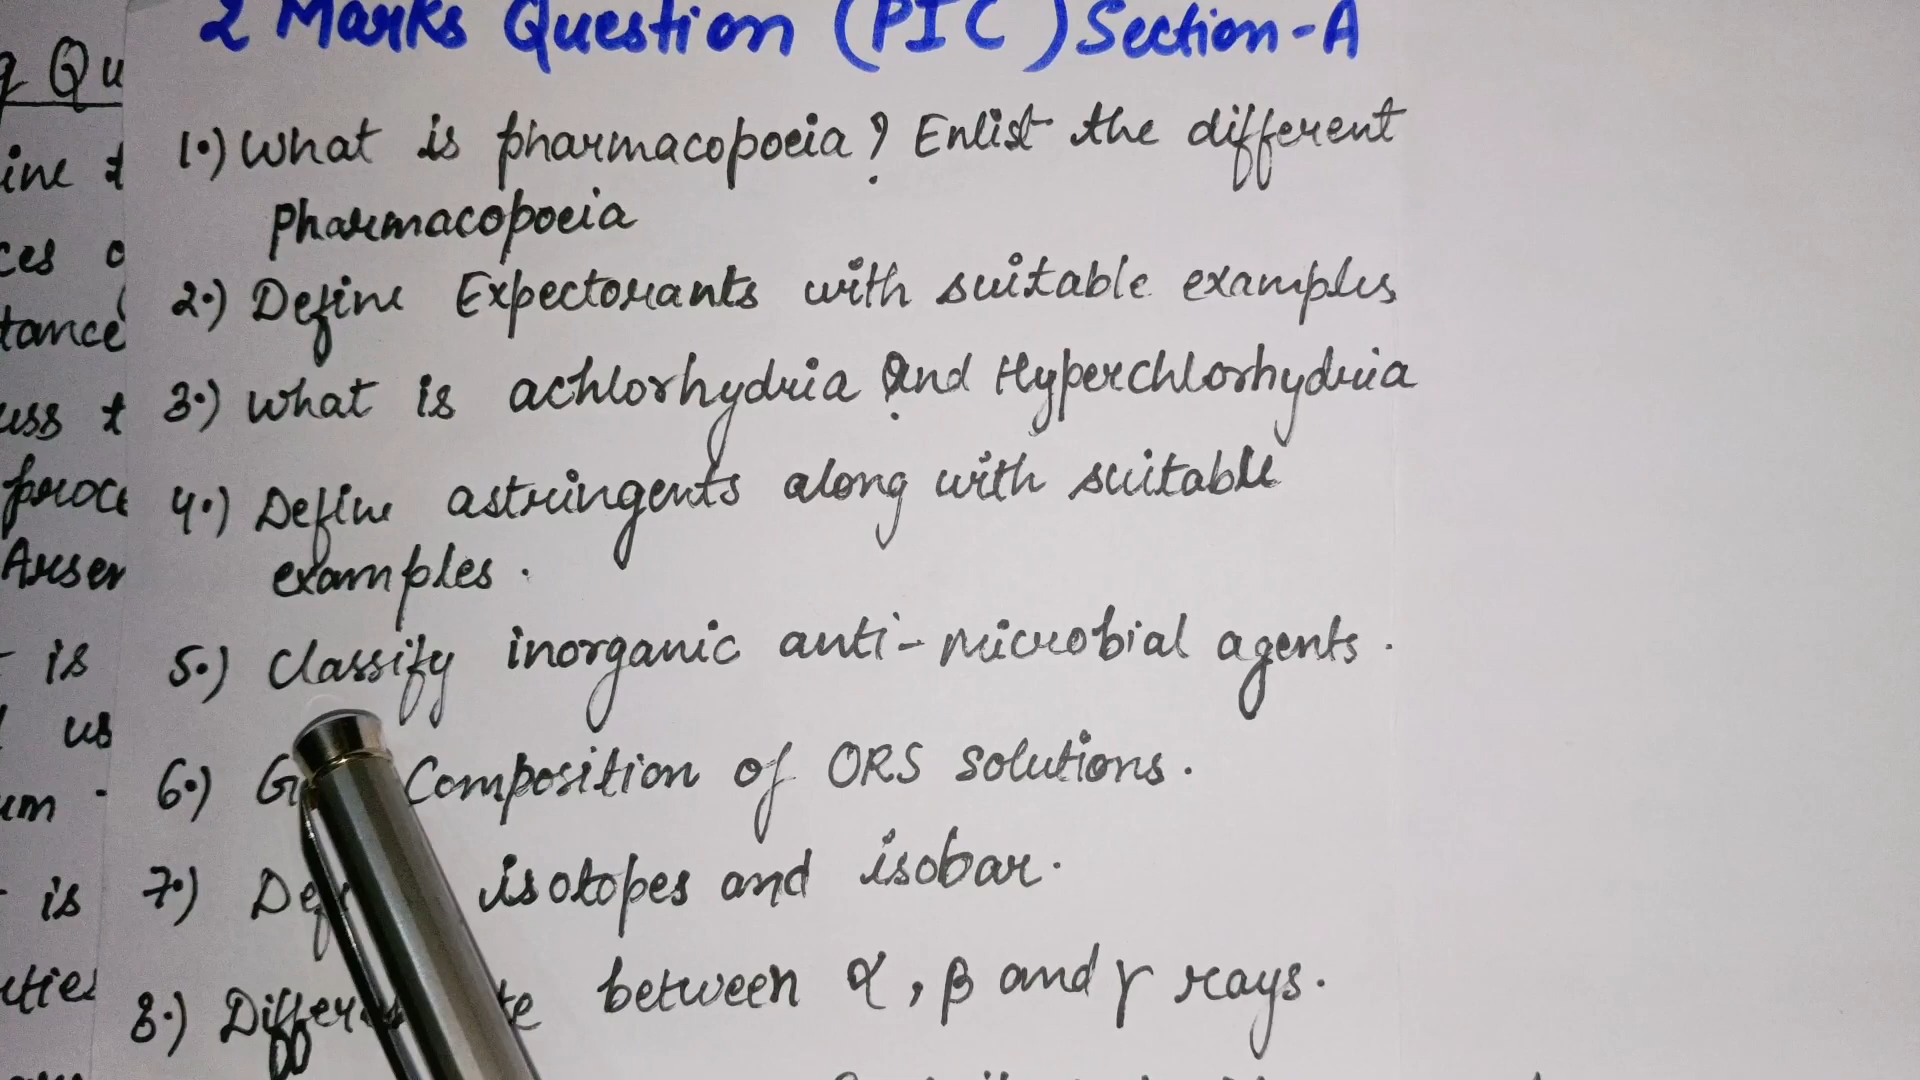 2 Marks Question (PIC) Section-A
1.) What is pharmacopoeia? Enlist the different
Pharmacopoeia
2.) Define Expectorants with suitable examples
3.) What is achlorhydria and Hyperchlorhydria
4.) Define astringents along with suitable
examples.
5.) Classify inorganic anti-microbial agents.
6.) Composition of ORS solutions.
7.) isotopes and isobar.
8.) between α, β and γ rays.